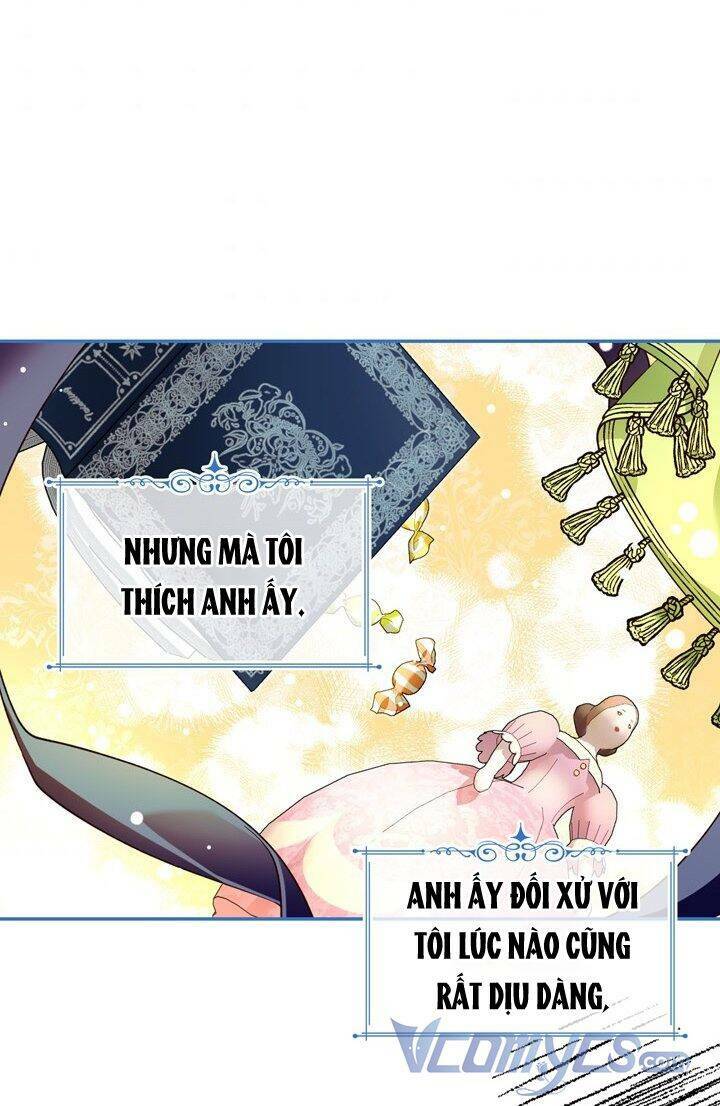 NHƯNG MÀ TÔI
THÍCH ANH ẤY.
ANH ẤY ĐỐI XỬ VỚI
TÔI LÚC NÀO CŨNG
RẤT DỊU DÀNG,
VCOMYCS.COM